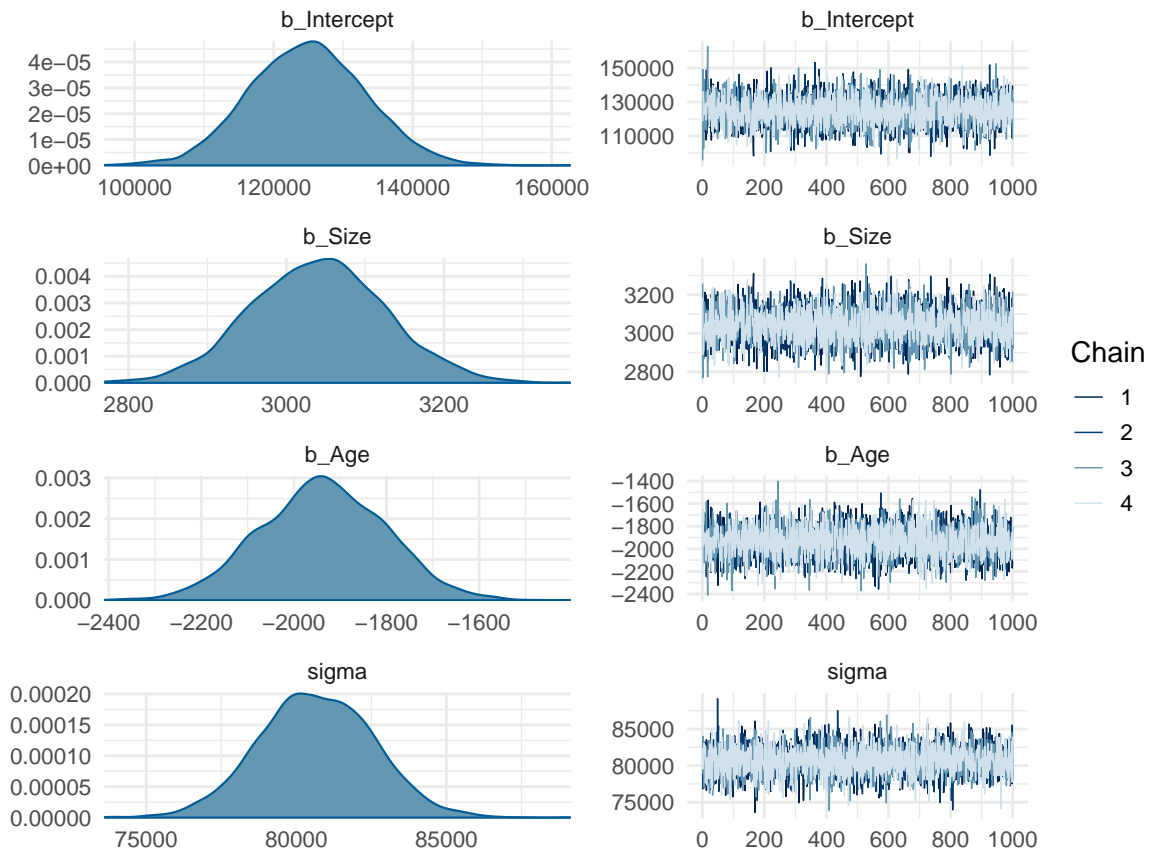 b_Intercept
4e−05
3e−05
2e−05
1e−05
0e+00
100000 120000 140000 160000
b_Intercept
150000
130000
110000
0 200 400 600 800 1000
b_Size
0.004
0.003
0.002
0.001
0.000
2800 3000 3200
b_Size
3200
3000
2800
0 200 400 600 800 1000
b_Age
0.003
0.002
0.001
0.000
−2400 −2200 −2000 −1800 −1600
b_Age
−1400
−1600
−1800
−2000
−2200
−2400
0 200 400 600 800 1000
sigma
0.00020
0.00015
0.00010
0.00005
0.00000
75000 80000 85000
sigma
85000
80000
75000
0 200 400 600 800 1000
Chain
1
2
3
4